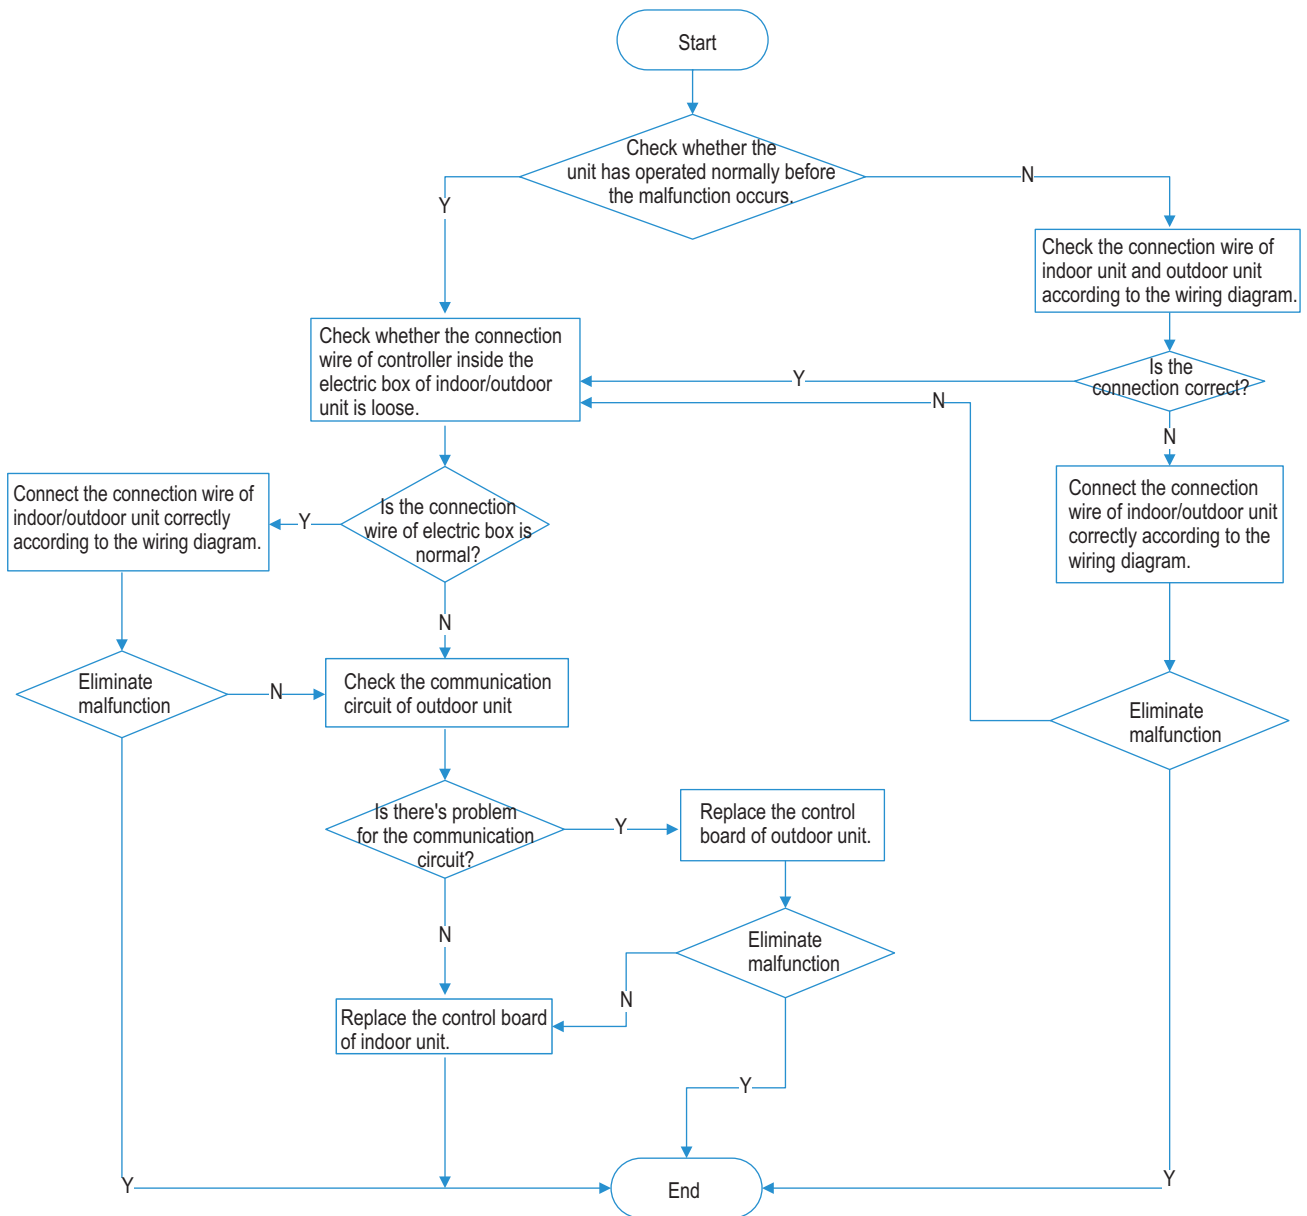 Start
Check whether the
unit has operated normally before
the malfunction occurs.
N
Y
Check the connection wire of
indoor unit and outdoor unit
according to the wiring diagram.
Check whether the connection
wire of controller inside the
electric box of indoor/outdoor
unit is loose.
Y
Is the
connection correct?
N
N
Connect the connection wire of
indoor/outdoor unit correctly
according to the wiring diagram.
Y
Is the connection
wire of electric box is
normal?
Connect the connection
wire of indoor/outdoor unit
correctly according to the
wiring diagram.
N
Eliminate
malfunction
N
Check the communication
circuit of outdoor unit
Eliminate
malfunction
Is there's problem
for the communication
circuit?
Y
Replace the control
board of outdoor unit.
N
Eliminate
malfunction
N
Replace the control board
of indoor unit.
Y
Y
End
Y